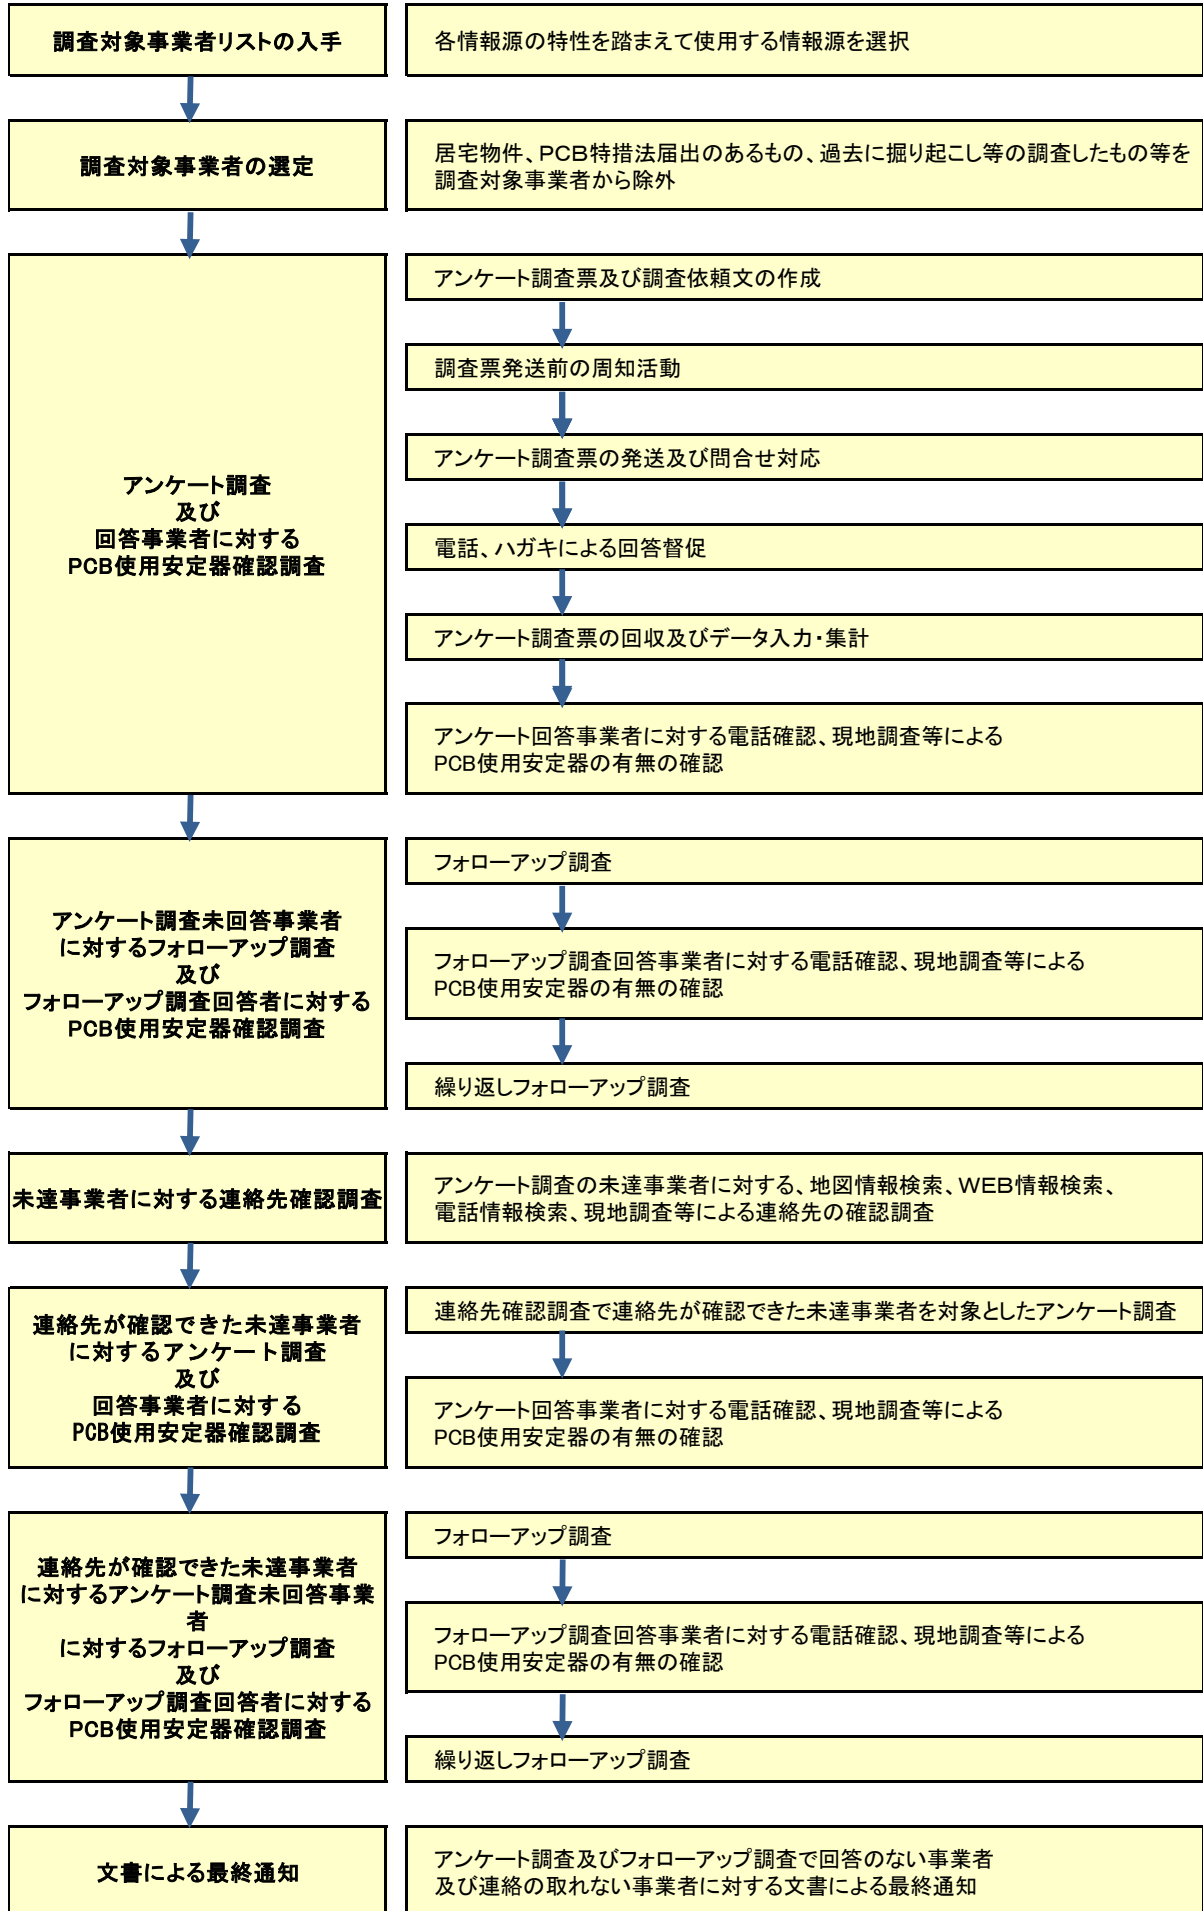 調査対象事業者リストの入手
各情報源の特性を踏まえて使用する情報源を選択
調査対象事業者の選定
居宅物件、PCB特措法届出のあるもの、過去に掘り起こし等の調査したもの等を
調査対象事業者から除外
アンケート調査
及び
回答事業者に対する
PCB使用安定器確認調査
アンケート調査票及び調査依頼文の作成
調査票発送前の周知活動
アンケート調査票の発送及び問合せ対応
電話、ハガキによる回答督促
アンケート調査票の回収及びデータ入力・集計
アンケート回答事業者に対する電話確認、現地調査等による
PCB使用安定器の有無の確認
アンケート調査未回答事業者
に対するフォローアップ調査
及び
フォローアップ調査回答者に対する
PCB使用安定器確認調査
フォローアップ調査
フォローアップ調査回答事業者に対する電話確認、現地調査等による
PCB使用安定器の有無の確認
繰り返しフォローアップ調査
未達事業者に対する連絡先確認調査
アンケート調査の未達事業者に対する、地図情報検索、WEB情報検索、
電話情報検索、現地調査等による連絡先の確認調査
連絡先が確認できた未達事業者
に対するアンケート調査
及び
回答事業者に対する
PCB使用安定器確認調査
連絡先確認調査で連絡先が確認できた未達事業者を対象としたアンケート調査
アンケート回答事業者に対する電話確認、現地調査等による
PCB使用安定器の有無の確認
連絡先が確認できた未達事業者
に対するアンケート調査未回答事業
者
に対するフォローアップ調査
及び
フォローアップ調査回答者に対する
PCB使用安定器確認調査
フォローアップ調査
フォローアップ調査回答事業者に対する電話確認、現地調査等による
PCB使用安定器の有無の確認
繰り返しフォローアップ調査
文書による最終通知
アンケート調査及びフォローアップ調査で回答のない事業者
及び連絡の取れない事業者に対する文書による最終通知